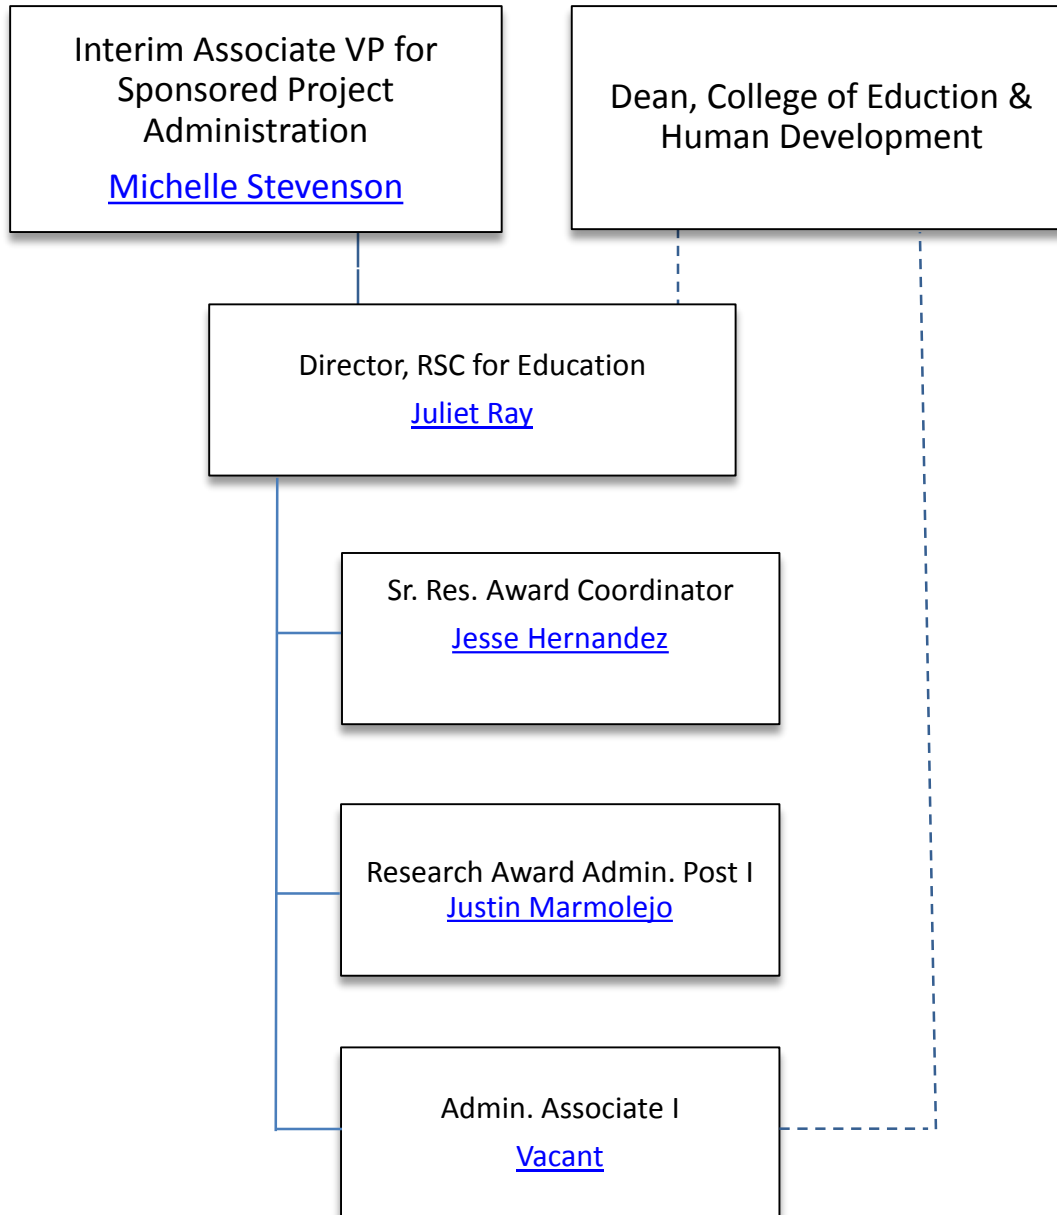 Interim Associate VP for
Sponsored Project
Administration
Michelle Stevenson
Dean, College of Eduction &
Human Development
Director, RSC for Education
Juliet Ray
Sr. Res. Award Coordinator
Jesse Hernandez
Research Award Admin. Post I
Justin Marmolejo
Admin. Associate I
Vacant